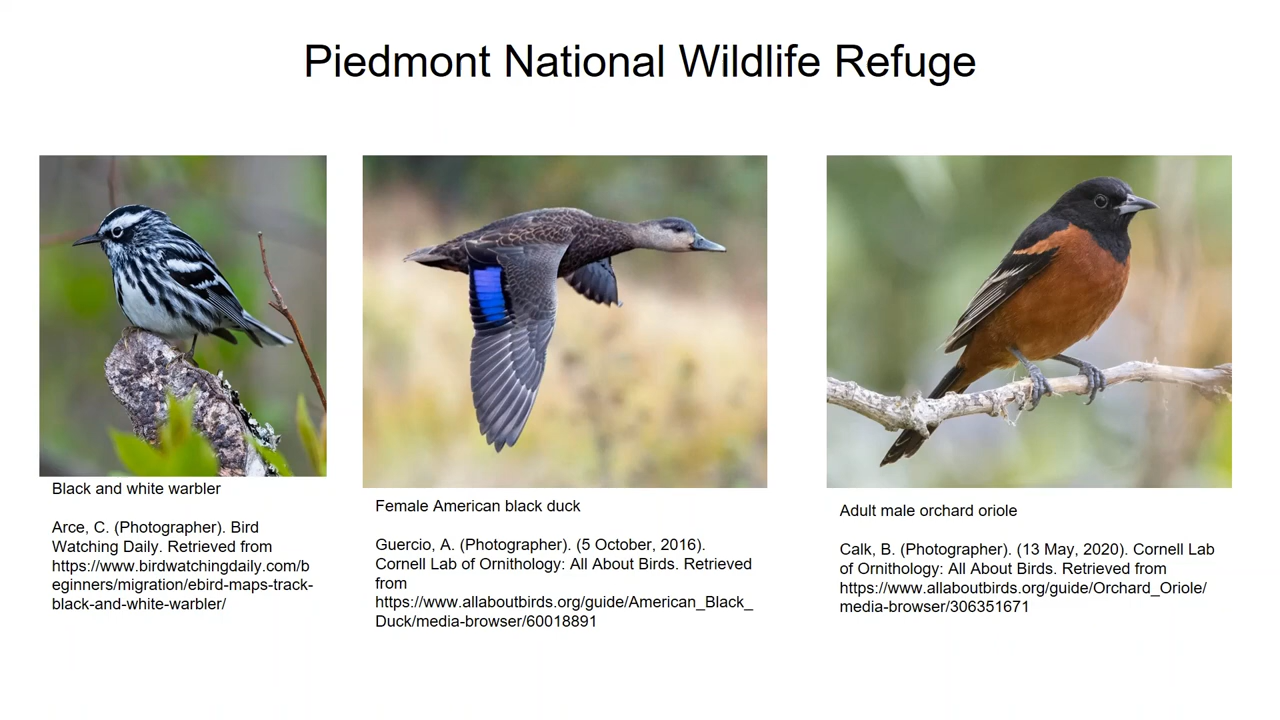 Piedmont National Wildlife Refuge
Black and white warbler
Arce, C. (Photographer). Bird
Watching Daily. Retrieved from
https://www.birdwatchingdaily.com/b
eginners/migration/ebird-maps-track-
black-and-white-warbler/
Female American black duck
Guercio, A. (Photographer). (5 October, 2016).
Cornell Lab of Ornithology: All About Birds. Retrieved
from
https://www.allaboutbirds.org/guide/American_Black_
Duck/media-browser/60018891
Adult male orchard oriole
Calk, B. (Photographer). (13 May, 2020). Cornell Lab
of Ornithology: All About Birds. Retrieved from
https://www.allaboutbirds.org/guide/Orchard_Oriole/
media-browser/306351671